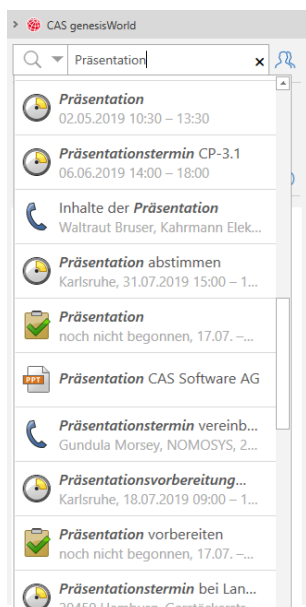 CAS genesisWorld
Präsentation
Präsentation
02.05.2019 10:30 – 13:30
Präsentationstermin CP-3.1
06.06.2019 14:00 – 18:00
Inhalte der Präsentation
Waltraut Bruser, Kahrmann Elek...
Präsentation abstimmen
Karlsruhe, 31.07.2019 15:00 – 1...
Präsentation
noch nicht begonnen, 17.07. –...
PPT
Präsentation CAS Software AG
Präsentationstermin vereinb...
Gundula Morsey, NOMOSYS, 2...
Präsentationsvorbereitung...
Karlsruhe, 18.07.2019 09:00 – 1...
Präsentation vorbereiten
noch nicht begonnen, 17.07. –...
Präsentationstermin bei Lan...